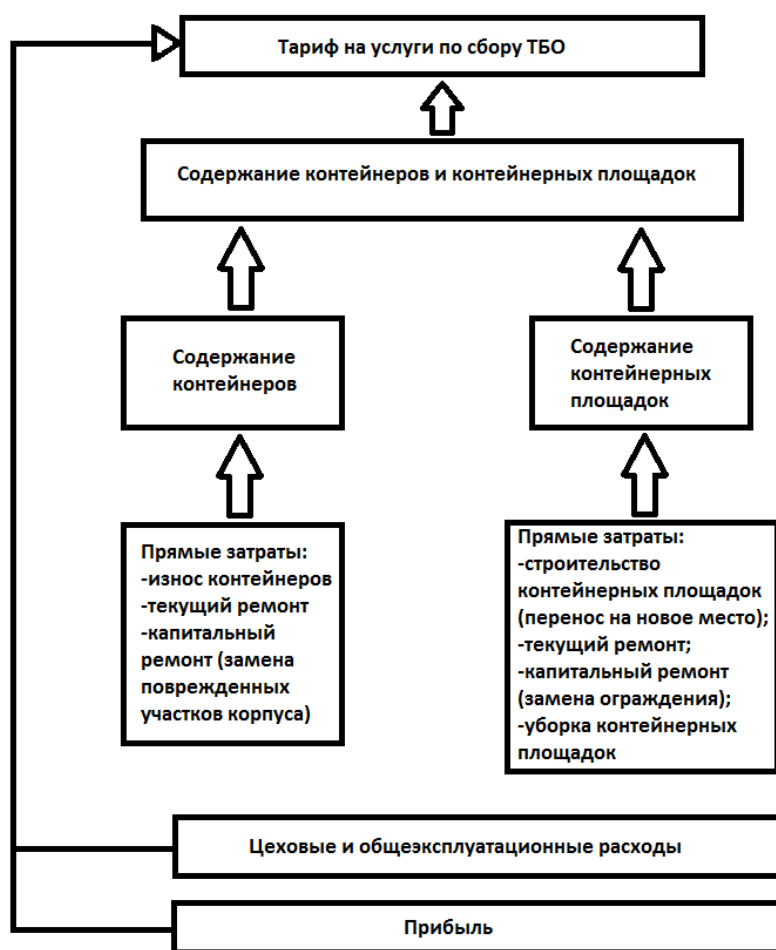 Тариф на услуги по сбору ТБО
Содержание контейнеров и контейнерных площадок
Содержание
контейнеров
Содержание
контейнерных
площадок
Прямые затраты:
-износ контейнеров
-текущий ремонт
-капитальный
ремонт (замена
поврежденных
участков корпуса)
Прямые затраты:
-строительство
контейнерных площадок
(перенос на новое место);
-текущий ремонт;
-капитальный ремонт
(замена ограждения);
-уборка контейнерных
площадок
Цеховые и общеэксплуатационные расходы
Прибыль